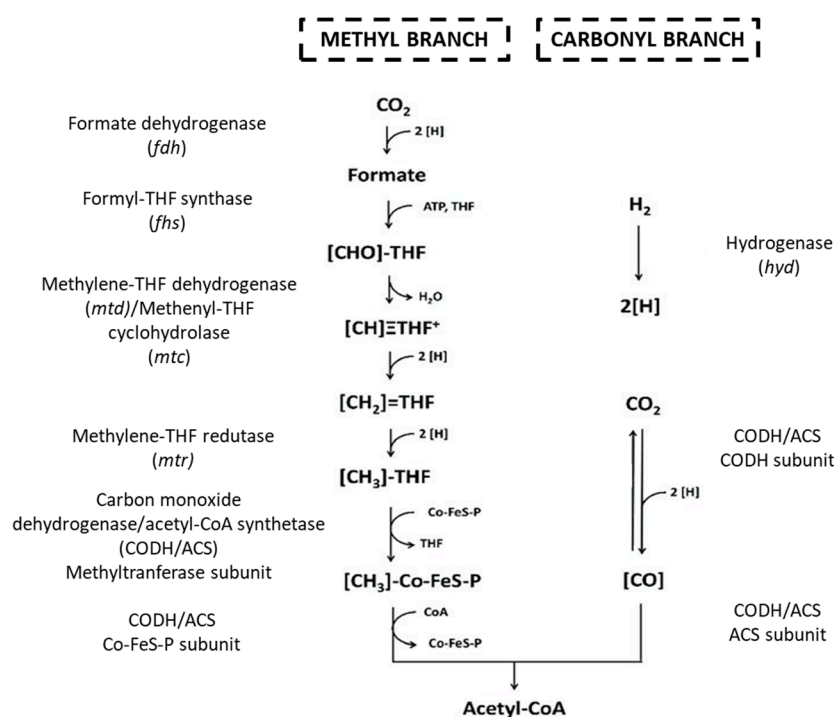 METHYL BRANCH
CARBONYL BRANCH
Formate dehydrogenase
(fdh)
CO₂
2 [H]
Formate
Formyl-THF synthase
(fhs)
ATP, THF
[CHO]-THF
Methylene-THF dehydrogenase
(mtd)/Methenyl-THF
cyclohydrolase
(mtc)
H₂O
[CH]ΞTHF⁺
2 [H]
[CH₂]=THF
Methylene-THF redutase
(mtr)
2 [H]
[CH₃]-THF
Carbon monoxide
dehydrogenase/acetyl-CoA synthetase
(CODH/ACS)
Methyltranferase subunit
Co-FeS-P
THF
[CH₃]-Co-FeS-P
CODH/ACS
Co-FeS-P subunit
CoA
Co-FeS-P
H₂
Hydrogenase
(hyd)
2[H]
CO₂
CODH/ACS
CODH subunit
2 [H]
[CO]
CODH/ACS
ACS subunit
Acetyl-CoA